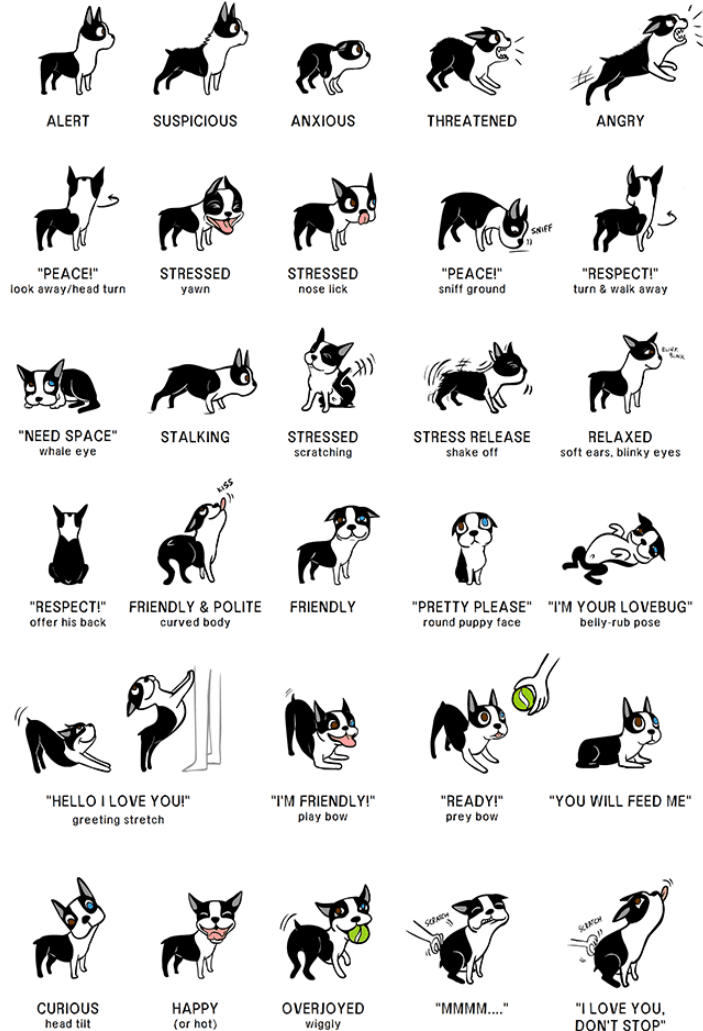 ALERT
SUSPICIOUS
ANXIOUS
THREATENED
ANGRY
"PEACE!"
look away/head turn
STRESSED
yawn
STRESSED
nose lick
SNIFF
"PEACE!"
sniff ground
"RESPECT!"
turn & walk away
"NEED SPACE"
whale eye
STALKING
STRESSED
scratching
STRESS RELEASE
shake off
BLINK
BLINK
RELAXED
soft ears, blinky eyes
"RESPECT!"
offer his back
KISS
FRIENDLY & POLITE
curved body
FRIENDLY
"PRETTY PLEASE"
round puppy face
"I'M YOUR LOVEBUG"
belly-rub pose
"HELLO I LOVE YOU!"
greeting stretch
"I'M FRIENDLY!"
play bow
"READY!"
prey bow
"YOU WILL FEED ME"
CURIOUS
head tilt
HAPPY
(or hot)
OVERJOYED
wiggly
SCRATCH
"MMMM...."
SCRATCH
"I LOVE YOU,
DON'T STOP"